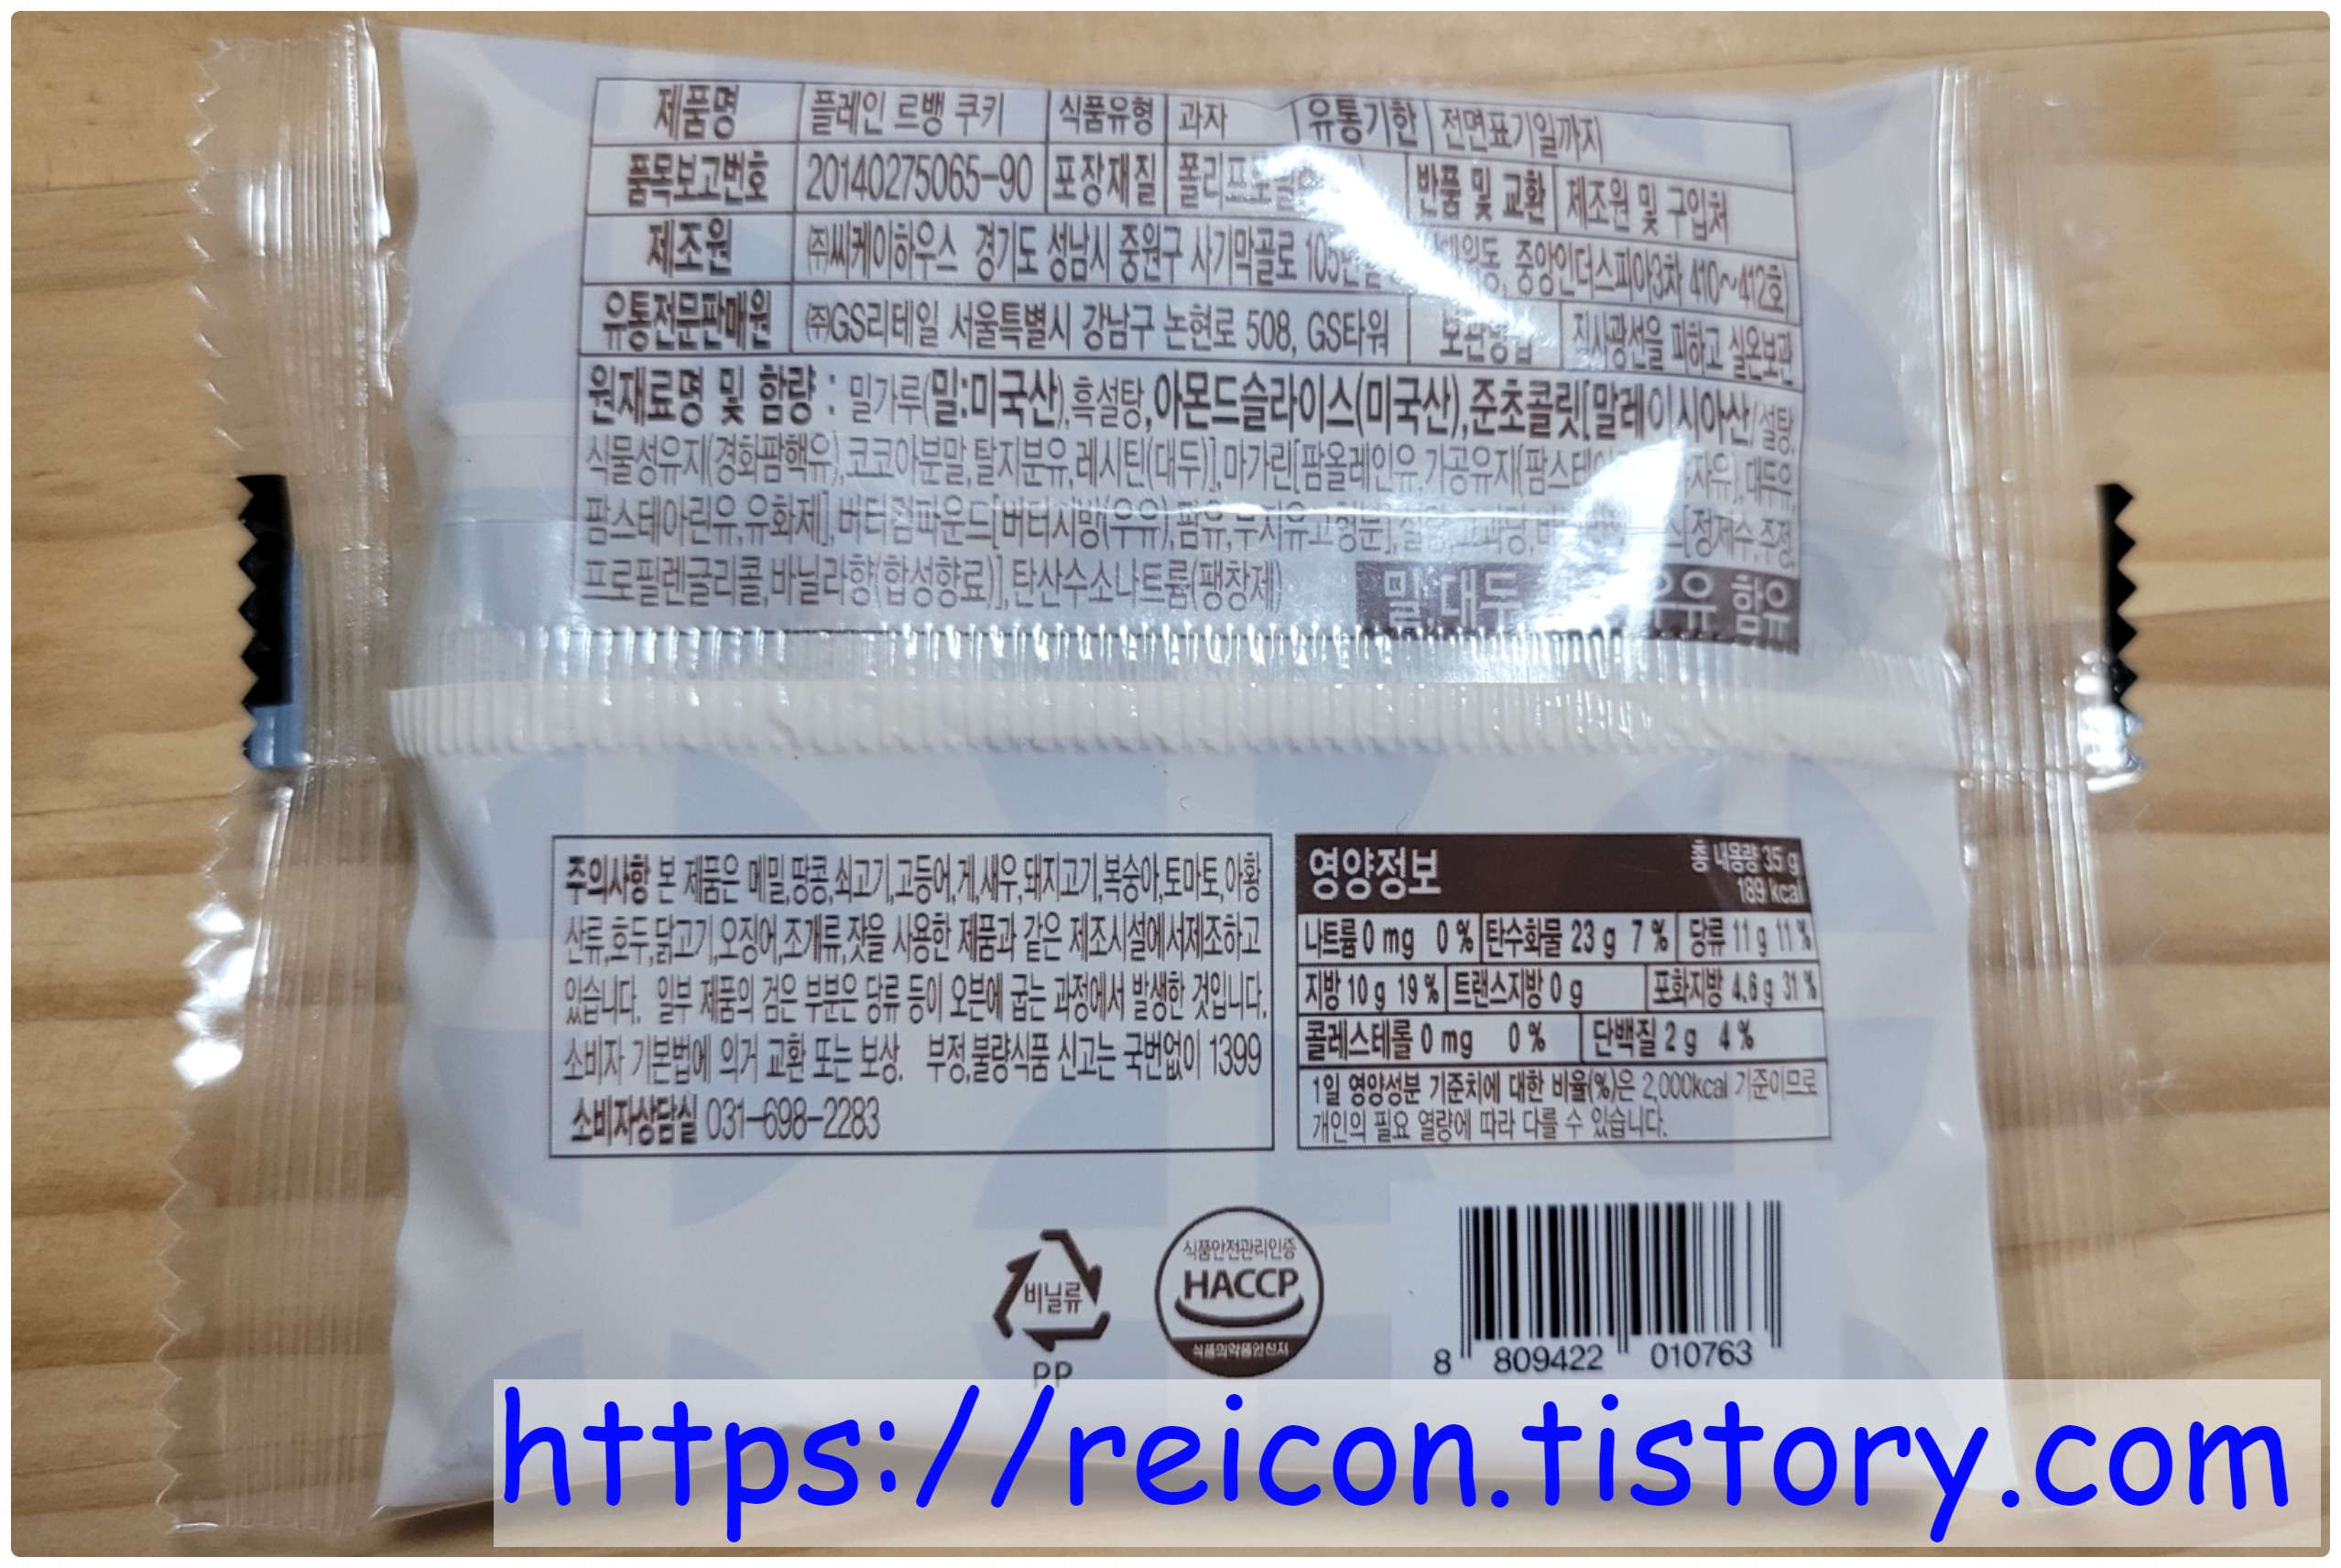 제품명 플레인 르뱅 쿠키 식품유형 과자 유통기한 전면표기일까지
품목보고번호 20140275065-90 포장재질 반품 및 교환 제조원 및 구입처
제조원 ㈜씨케이하우스 경기도 성남시 중원구 사기막골로 중앙인더스피아3차 410~412호)
유통전문판매원 ㈜GS리테일 서울특별시 강남구 논현로 508, GS타워 보관방법 직사광선을 피하고 실온보관
원재료명 및 함량 : 밀가루(밀:미국산),흑설탕,아몬드슬라이스(미국산),준초콜릿[말레이시아산/설탕,
식물성유지(경화팜핵유),코코아분말,탈지분유,레시틴(대두)],마가린[팜올레인유,가공유지(팜스테 대두유,
팜스테아린유,유화제],버터컴파운드[버터지방(우유),팜유,무지유고형분], [정제수,주정,
프로필렌글리콜,바닐라향(합성향료)],탄산수소나트륨(팽창제)
밀,대두 우유 함유
주의사항 본 제품은 메밀,땅콩,쇠고기,고등어,게,새우,돼지고기,복숭아,토마토,아황
산류,호두,닭고기,오징어,조개류,잣을 사용한 제품과 같은 제조시설에서제조하고
있습니다. 일부 제품의 검은 부분은 당류 등이 오븐에 굽는 과정에서 발생한 것입니다.
소비자 기본법에 의거 교환 또는 보상. 부정,불량식품 신고는 국번없이 1399
소비자상담실 031-698-2283
영양정보 총 내용량 35 g
189 kcal
나트륨 0 mg 0 % 탄수화물 23 g 7 % 당류 11 g 11 %
지방 10 g 19 % 트랜스지방 0 g 포화지방 4.6 g 31 %
콜레스테롤 0 mg 0 % 단백질 2 g 4 %
1일 영양성분 기준치에 대한 비율(%)은 2,000kcal 기준이므로
개인의 필요 열량에 따라 다를 수 있습니다.
비닐류
PP
식품안전관리인증
HACCP
식품의약품안전처
8 809422 010763
https://reicon.tistory.com